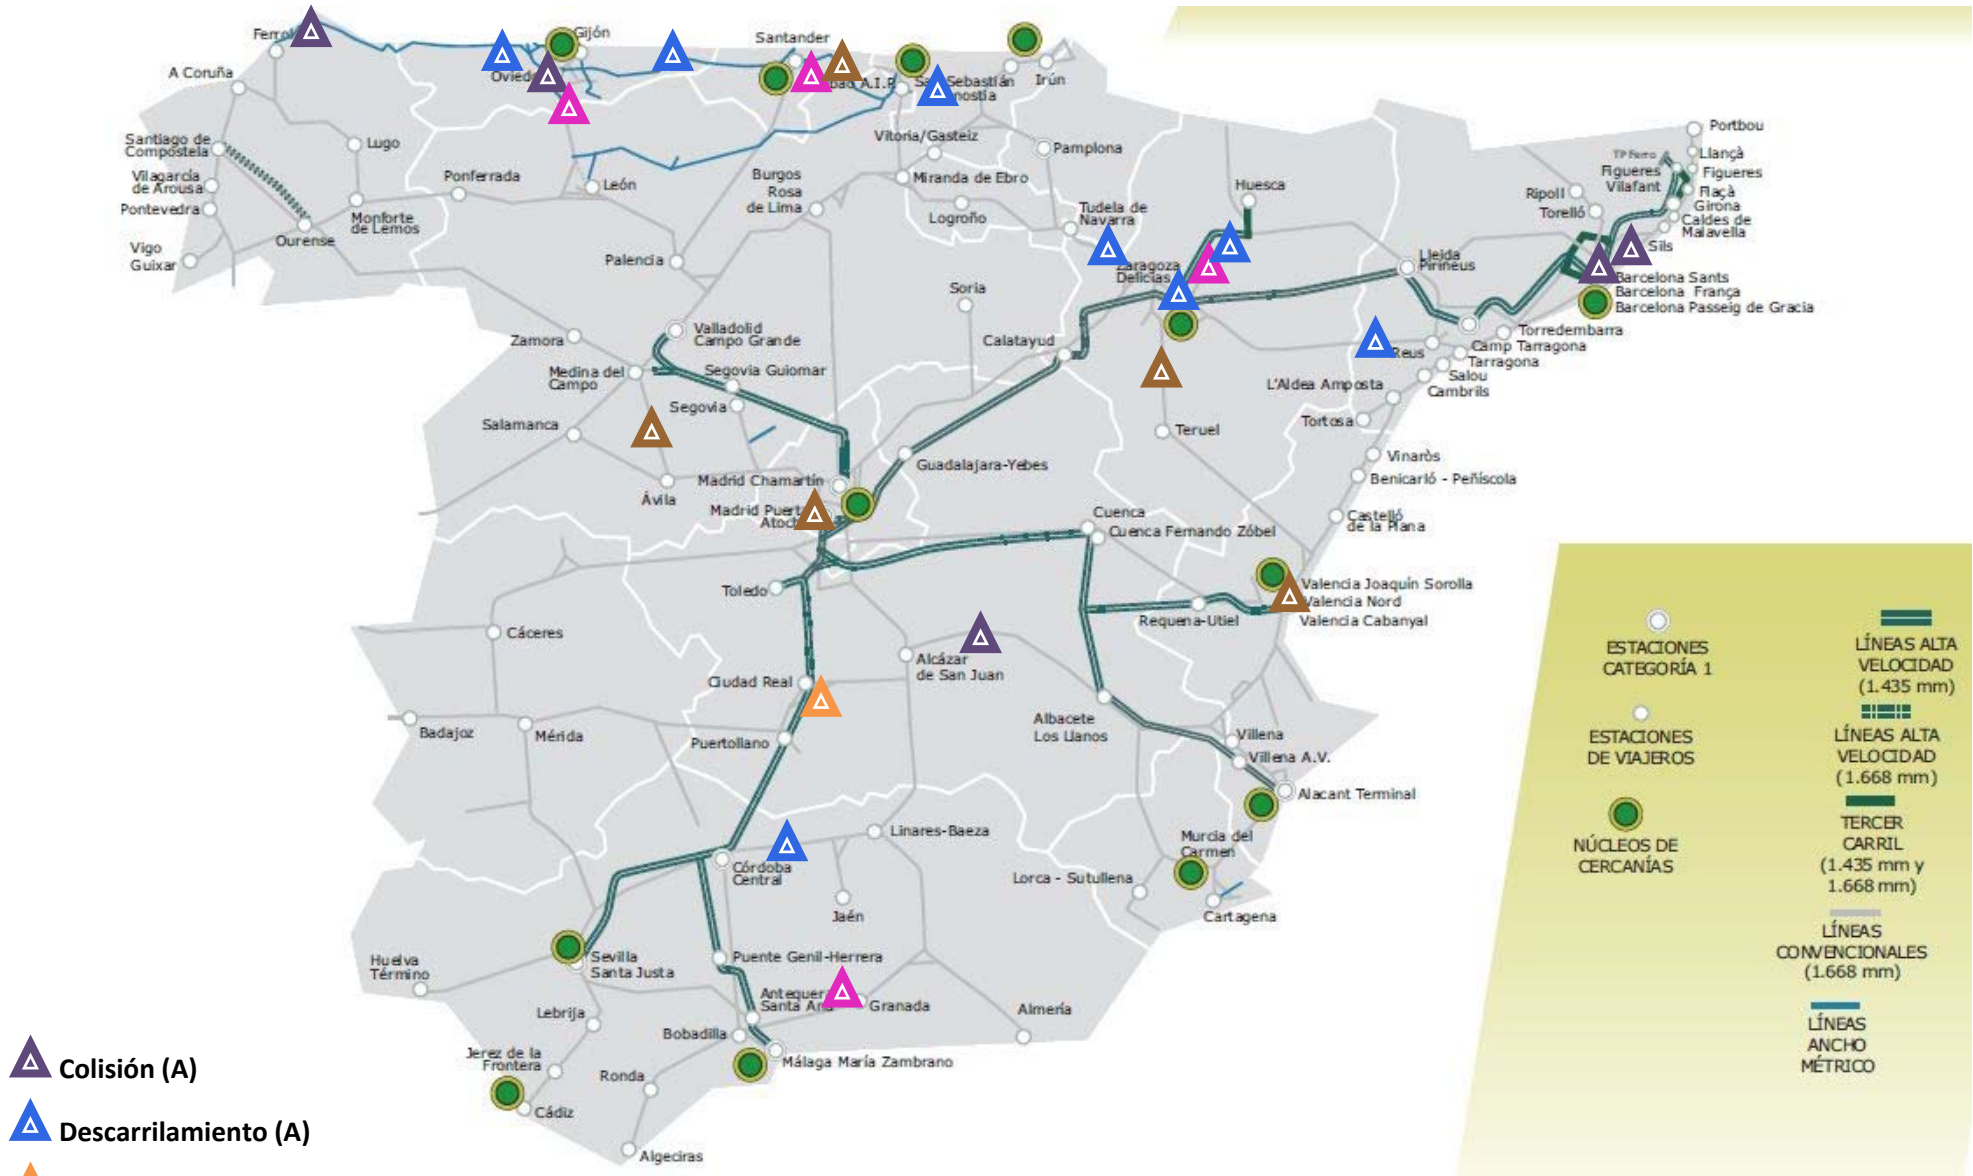 Ferrol
Gijón
Santander
A Coruña
Oviedo
A.I.P.
San Sebastián
Irún
Santiago de
Compostela
Lugo
Vitoria/Gasteiz
Pamplona
Portbou
TP Ferro
Llançà
Figueres
Vilafant
Figueres
Vilagarcía
de Arousa
Ponferrada
León
Burgos
Rosa
de Lima
Miranda de Ebro
Huesca
Ripoll
Flaçà
Pontevedra
Monforte
de Lemos
Logroño
Tudela de
Navarra
Torelló
Girona
Caldes de
Malavella
Ourense
Vigo
Guixar
Palencia
Zaragoza
Delicias
Lleida
Pirineus
Sils
Barcelona Sants
Barcelona França
Barcelona Passeig de Gracia
Soria
Zamora
Valladolid
Campo Grande
Calatayud
Torredembarra
Reus
Camp Tarragona
Tarragona
Medina del
Campo
Segovia Guiomar
Salou
Cambrils
L'Aldea Amposta
Segovia
Salamanca
Teruel
Tortosa
Vinaròs
Guadalajara-Yebes
Madrid Chamartín
Benicarló - Peñíscola
Ávila
Madrid Puerta
Atocha
Cuenca
Cuenca Fernando Zóbel
Castelló
de la Plana
Toledo
Valencia Joaquín Sorolla
Valencia Nord
Valencia Cabanyal
Requena-Utiel
Cáceres
Alcázar
de San Juan
Ciudad Real
Badajoz
Mérida
Puertollano
Albacete
Los Llanos
Villena
Villena A.V.
Alacant Terminal
Linares-Baeza
Murcia del
Carmen
Córdoba
Central
Lorca - Sutullena
Jaén
Cartagena
Huelva
Término
Sevilla
Santa Justa
Puente Genil-Herrera
Antequera
Santa Ana
Granada
Almería
Lebrija
Bobadilla
Jerez de la
Frontera
Málaga María Zambrano
Ronda
Cádiz
Algeciras
Colisión (A)
Descarrilamiento (A)
ESTACIONES
CATEGORÍA 1
ESTACIONES
DE VIAJEROS
NÚCLEOS DE
CERCANÍAS
LÍNEAS ALTA
VELOCIDAD
(1.435 mm)
LÍNEAS ALTA
VELOCIDAD
(1.668 mm)
TERCER
CARRIL
(1.435 mm y
1.668 mm)
LÍNEAS
CONVENCIONALES
(1.668 mm)
LÍNEAS
ANCHO
MÉTRICO